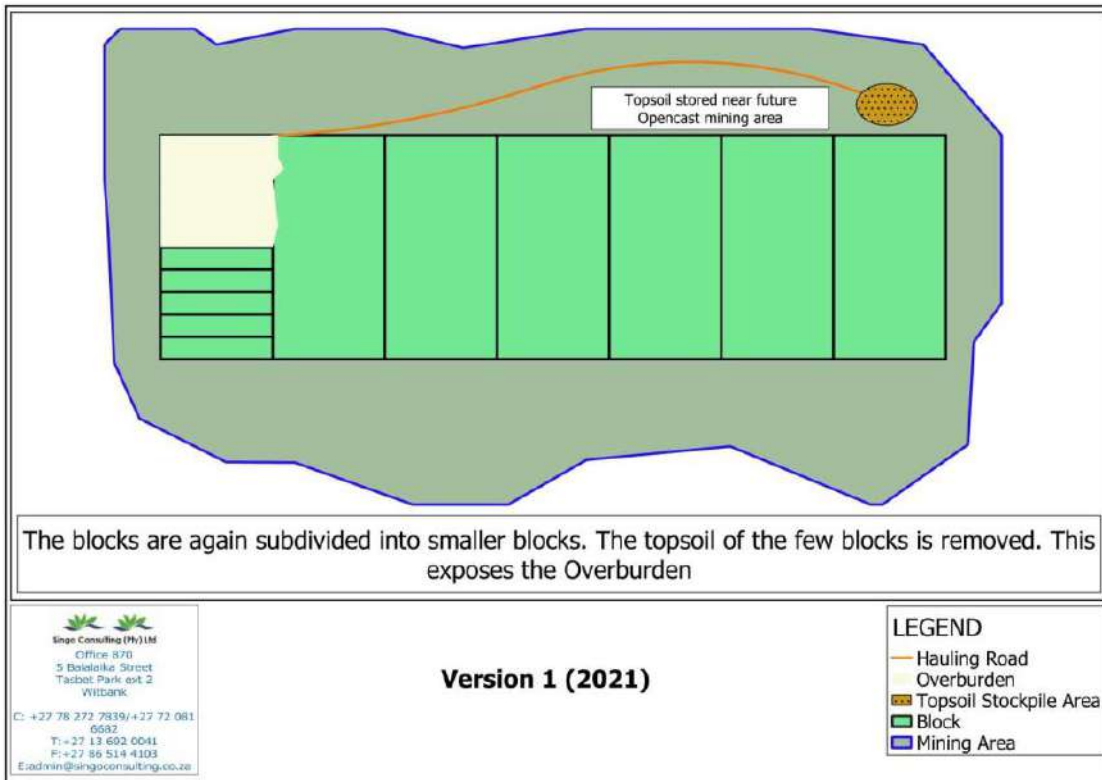 Topsoil stored near future
Opencast mining area
The blocks are again subdivided into smaller blocks. The topsoil of the few blocks is removed. This
exposes the Overburden
Singo Consulting (Pty) Ltd
Office 870
5 Balalaika Street
Tasbet Park ext 2
Witbank
C: +27 78 272 7839/+27 72 081
6682
T:+27 13 692 0041
F:+27 86 514 4103
E:admin@singoconsulting.co.za
Version 1 (2021)
LEGEND
Hauling Road
Overburden
Topsoil Stockpile Area
Block
Mining Area